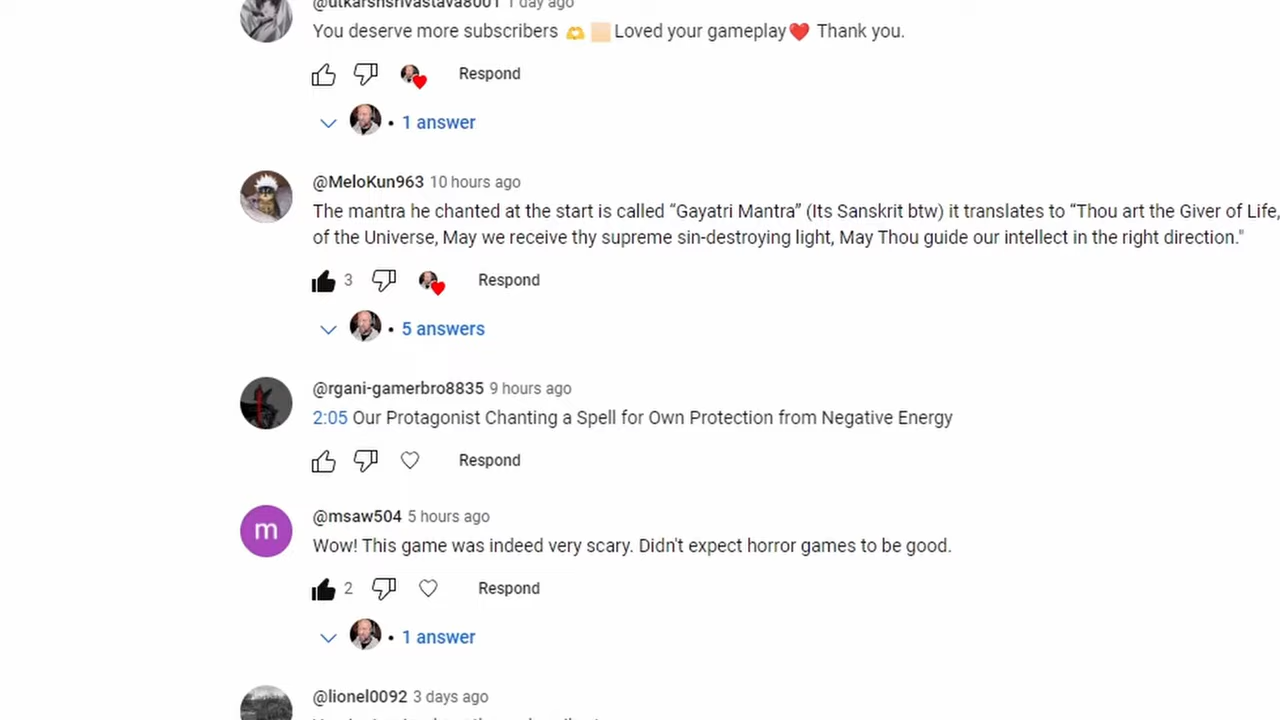 @utkarshsrivastava8001 1 day ago
You deserve more subscribers 🫶🏻 Loved your gameplay❤️ Thank you.
Respond
• 1 answer
@MeloKun963 10 hours ago
The mantra he chanted at the start is called “Gayatri Mantra” (Its Sanskrit btw) it translates to “Thou art the Giver of Life,
of the Universe, May we receive thy supreme sin-destroying light, May Thou guide our intellect in the right direction."
3 Respond
• 5 answers
@rgani-gamerbro8835 9 hours ago
2:05 Our Protagonist Chanting a Spell for Own Protection from Negative Energy
Respond
m
@msaw504 5 hours ago
Wow! This game was indeed very scary. Didn't expect horror games to be good.
2 Respond
• 1 answer
@lionel0092 3 days ago